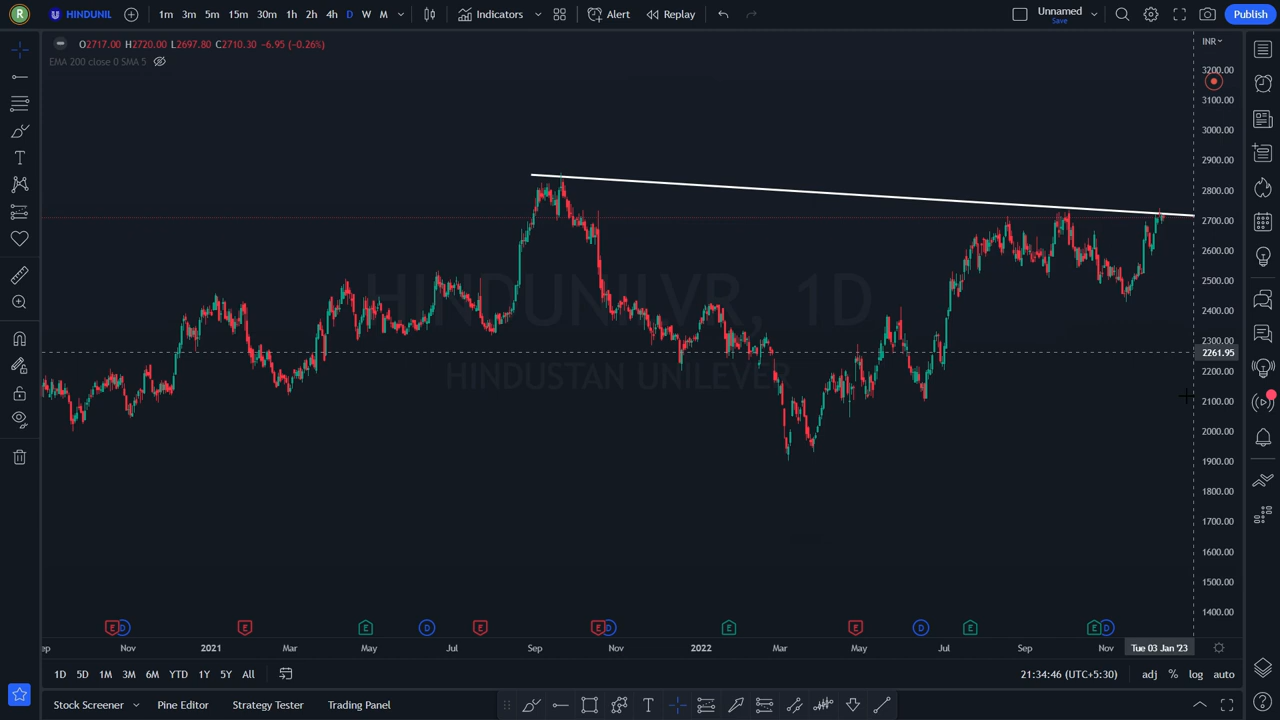 R HINDUNIL 1m 3m 5m 15m 30m 1h 2h 4h D W M Indicators Alert Replay Unnamed Save Publish
O2717.00 H2720.00 L2697.80 C2710.30 -6.95 (-0.26%) INR
EMA 200 close 0 SMA 5
3200.00
3100.00
3000.00
2900.00
2800.00
2700.00
2600.00
2500.00
2400.00
2300.00
2261.95
2200.00
2100.00
2000.00
1900.00
1800.00
1700.00
1600.00
1500.00
1400.00
HINDUNILVR, 1D
HINDUSTAN UNILEVER
E D E E D E E D E E D E E D
ep Nov 2021 Mar May Jul Sep Nov 2022 Mar May Jul Sep Nov Tue 03 Jan '23
1D 5D 1M 3M 6M YTD 1Y 5Y All 21:34:46 (UTC+5:30) adj % log auto
Stock Screener Pine Editor Strategy Tester Trading Panel